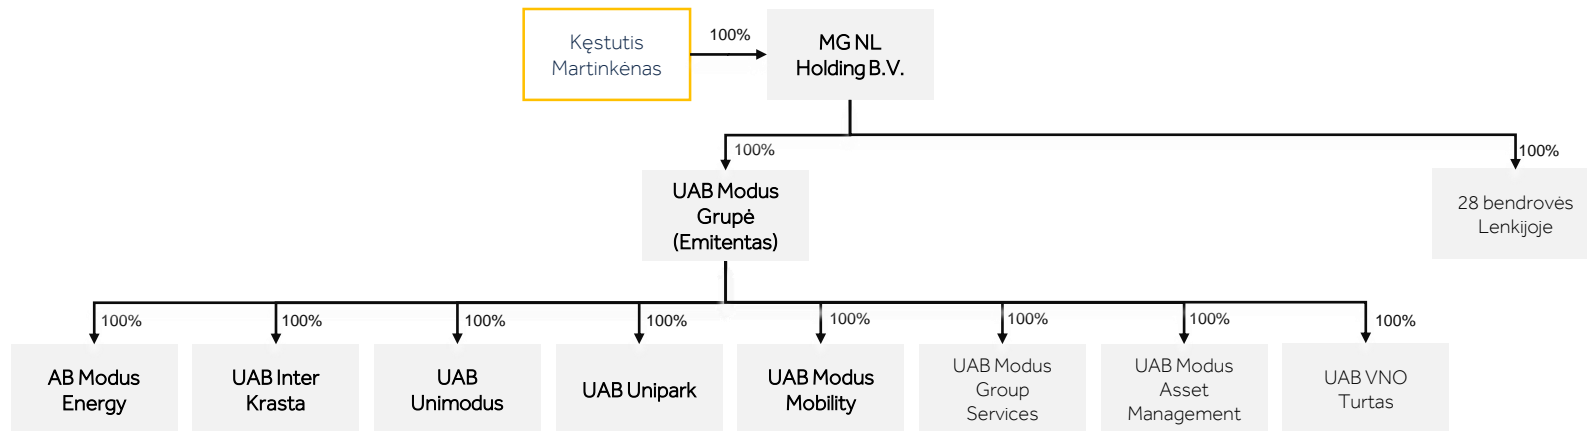 Kęstutis
Martinkėnas
100%
MG NL
Holding B.V.
100%
100%
UAB Modus
Grupė
(Emitentas)
28 bendrovės
Lenkijoje
100%
100%
100%
100%
100%
100%
100%
100%
AB Modus
Energy
UAB Inter
Krasta
UAB
Unimodus
UAB Unipark
UAB Modus
Mobility
UAB Modus
Group
Services
UAB Modus
Asset
Management
UAB VNO
Turtas